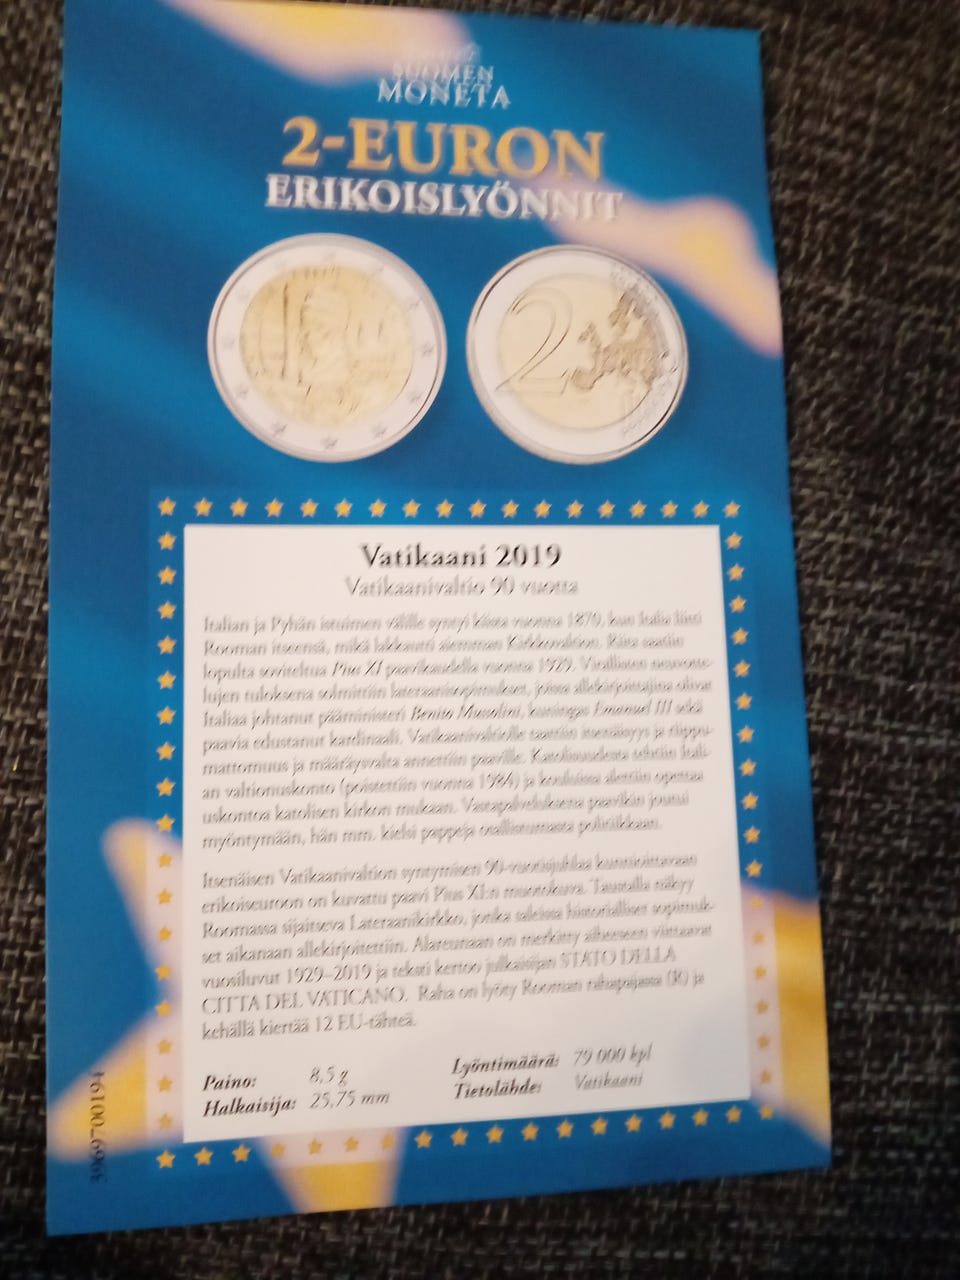 SUOMEN
MONETA
2-EURON
ERIKOISLYÖNNIT
2
Vatikaani 2019
Vatikaanivaltio 90 vuotta
Italian ja Pyhän istuimen välille syntyi kiista vuonna 1870, kun Italia liitti
Rooman itseensä, mikä lakkautti aiemman Kirkkovaltion. Riita saatiin
lopulta soviteltua Pius XI paavikaudella vuonna 1929. Virallisten neuvotte-
lujen tuloksena solmittiin lateraanisopimukset, joissa allekirjoittajina olivat
Italiaa johtanut pääministeri Benito Mussolini, kuningas Emanuel III sekä
paavia edustanut kardinaali. Vatikaanivaltiolle taattiin itsenäisyys ja riippu-
mattomuus ja määräysvalta annettiin paaville. Katolisuudesta tehtiin Itali-
an valtionuskonto (poistettiin vuonna 1984) ja kouluissa alettiin opettaa
uskontoa katolisen kirkon mukaan. Vastapalveluksena paavikin joutui
myöntymään, hän mm. kielsi pappeja osallistumasta politiikkaan.
Itsenäisen Vatikaanivaltion syntymisen 90-vuotisjuhlaa kunnioittavaan
erikoiseuroon on kuvattu paavi Pius XI:n muotokuva. Taustalla näkyy
Roomassa sijaitseva Lateraanikirkko, jonka saleissa historialliset sopimuk-
set aikanaan allekirjoitettiin. Alareunaan on merkitty aiheeseen viittaavat
vuosiluvut 1929–2019 ja teksti kertoo julkaisijan STATO DELLA
CITTA DEL VATICANO. Raha on lyöty Rooman rahapajassa (R) ja
kehällä kiertää 12 EU-tähteä.
Paino: 8,5 g
Halkaisija: 25,75 mm
Lyöntimäärä: 79 000 kpl
Tietolähde: Vatikaani